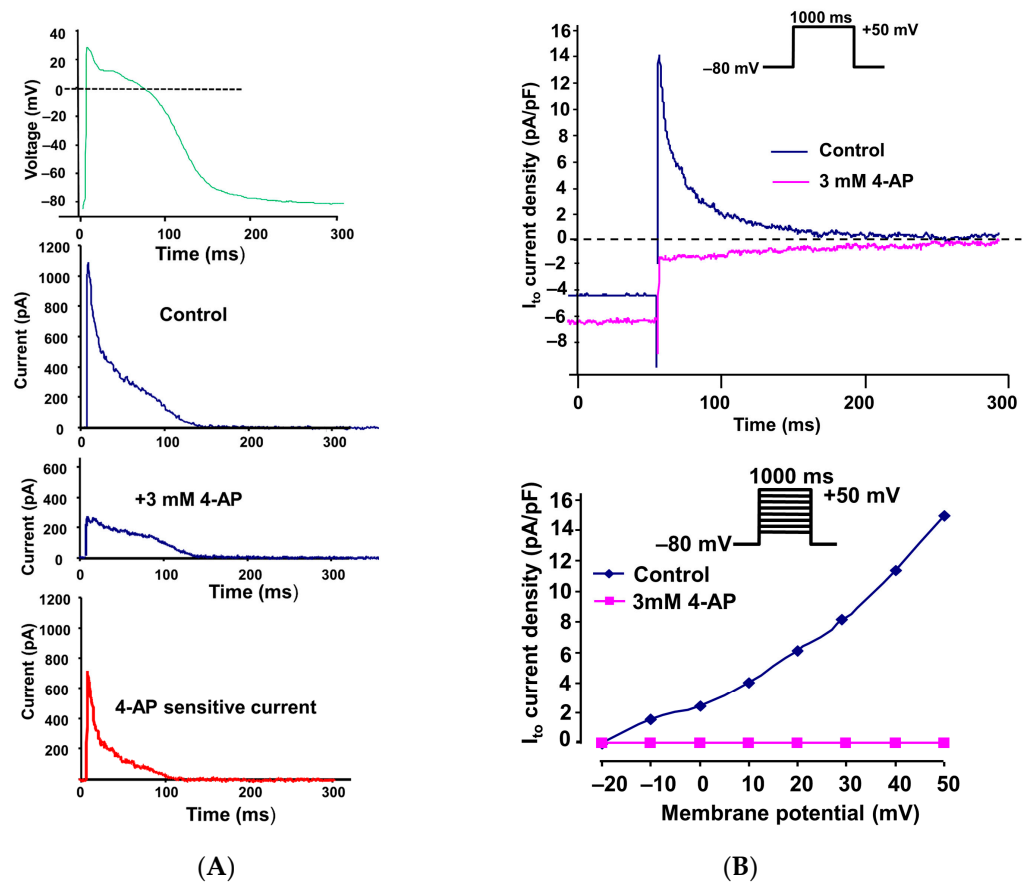 40
20
0
−20
−40
−60
−80
Voltage (mV)
0 100 200 300
Time (ms)
1200
1000
800
600
400
200
0
Current (pA)
Control
0 100 200 300
Time (ms)
600
400
200
0
Current (pA)
+3 mM 4-AP
0 100 200 300
Time (ms)
1000
800
600
400
200
Current (pA)
4-AP sensitive current
0 100 200 300
Time (ms)
(A)
16
14
12
10
8
6
4
2
0
−2
−4
−6
−8
Ito current density (pA/pF)
1000 ms
+50 mV
−80 mV
Control
3 mM 4-AP
100 200 300
0
Time (ms)
16
14
12
10
8
6
4
2
0
Ito current density (pA/pF)
1000 ms
+50 mV
−80 mV
Control
3mM 4-AP
−20 −10 0 10 20 30 40 50
Membrane potential (mV)
(B)